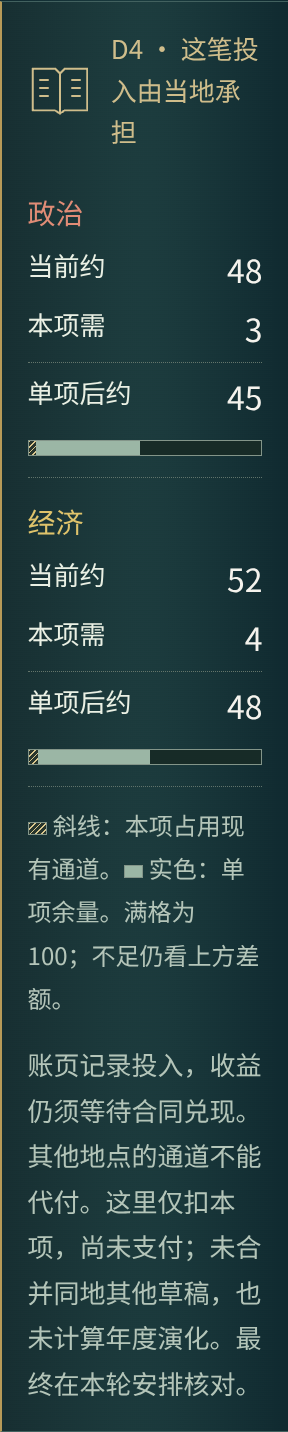 D4 · 这笔投
入由当地承
担
政治
当前约 48
本项需 3
单项后约 45
经济
当前约 52
本项需 4
单项后约 48
斜线：本项占用现
有通道。实色：单
项余量。满格为
100；不足仍看上方差
额。
账页记录投入，收益
仍须等待合同兑现。
其他地点的通道不能
代付。这里仅扣本
项，尚未支付；未合
并同地其他草稿，也
未计算年度演化。最
终在本轮安排核对。